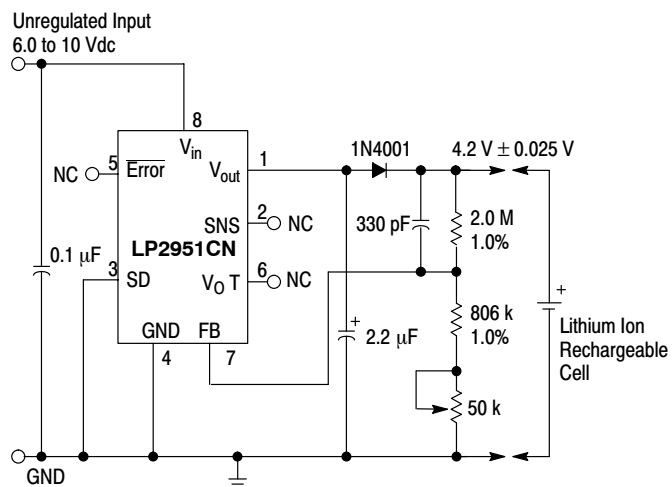 Unregulated Input
6.0 to 10 Vdc
8
Vin
5
Error
NC
Vout
1
1N4001
4.2 V ± 0.025 V
SNS
2
NC
330 pF
2.0 M
1.0%
LP2951CN
0.1 µF
3
SD
VO T
6
NC
GND
FB
4
7
+
2.2 µF
806 k
1.0%
+
Lithium Ion
Rechargeable
Cell
50 k
GND